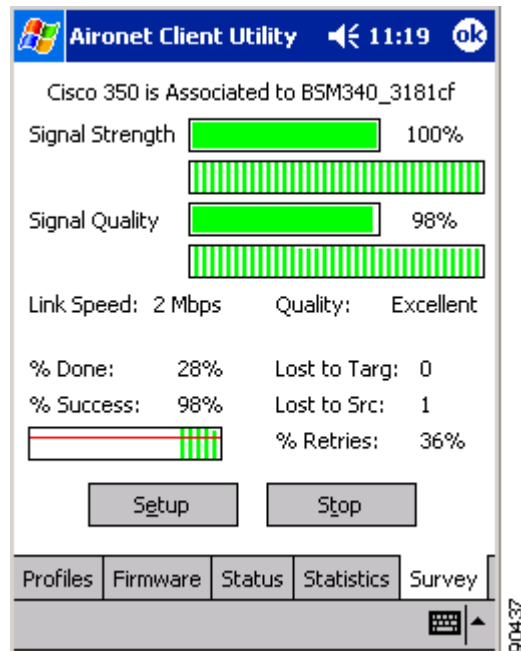 Aironet Client Utility 11:19 ok
Cisco 350 is Associated to BSM340_3181cf
Signal Strength 100%
Signal Quality 98%
Link Speed: 2 Mbps Quality: Excellent
% Done: 28% Lost to Targ: 0
% Success: 98% Lost to Src: 1
% Retries: 36%
Setup Stop
Profiles Firmware Status Statistics Survey
90437